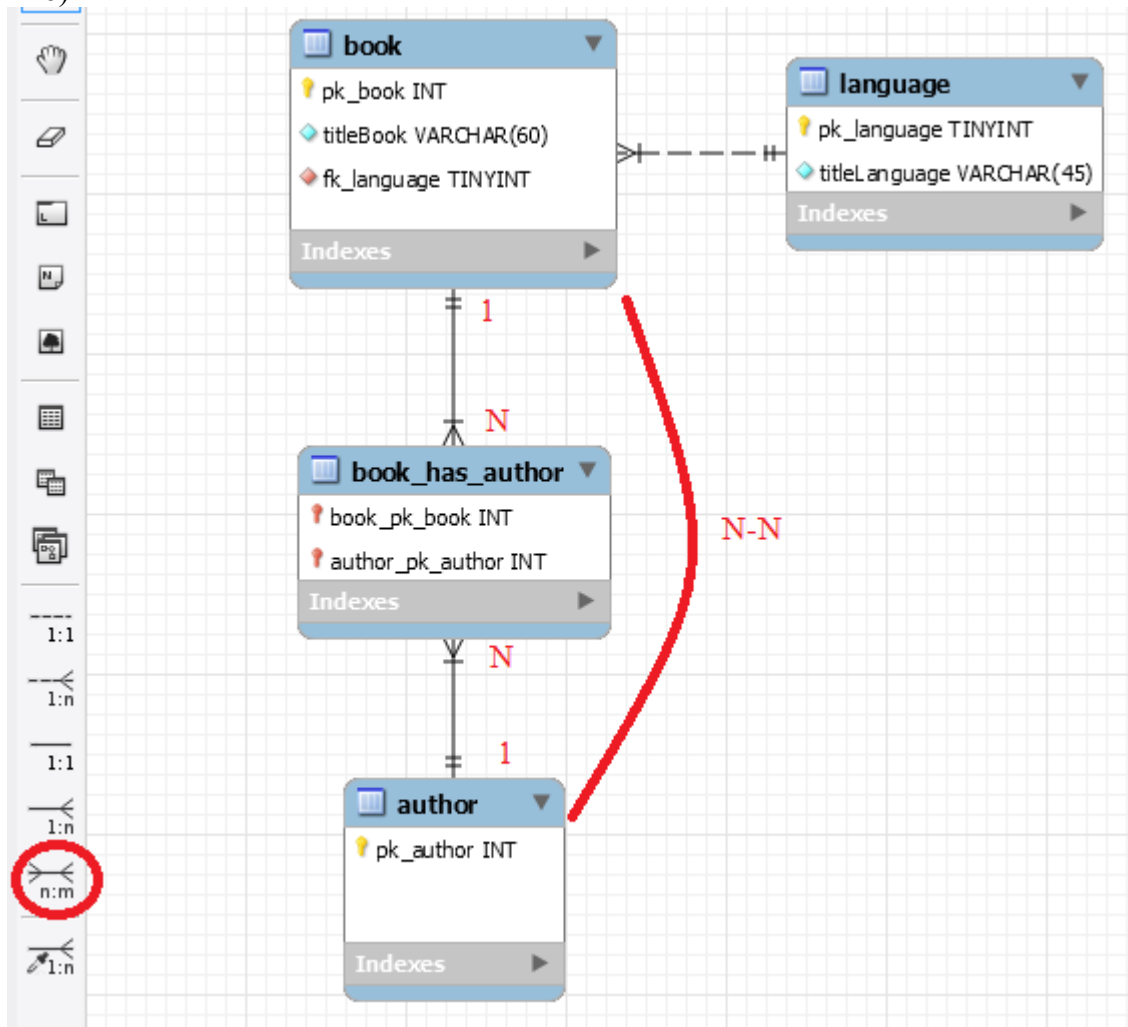 book
pk_book INT
titleBook VARCHAR(60)
fk_language TINYINT
Indexes
language
pk_language TINYINT
titleLanguage VARCHAR(45)
Indexes
1
N
book_has_author
book_pk_book INT
author_pk_author INT
Indexes
N-N
N
1
author
pk_author INT
Indexes
L
N
1:1
1:n
1:1
1:n
n:m
1:n